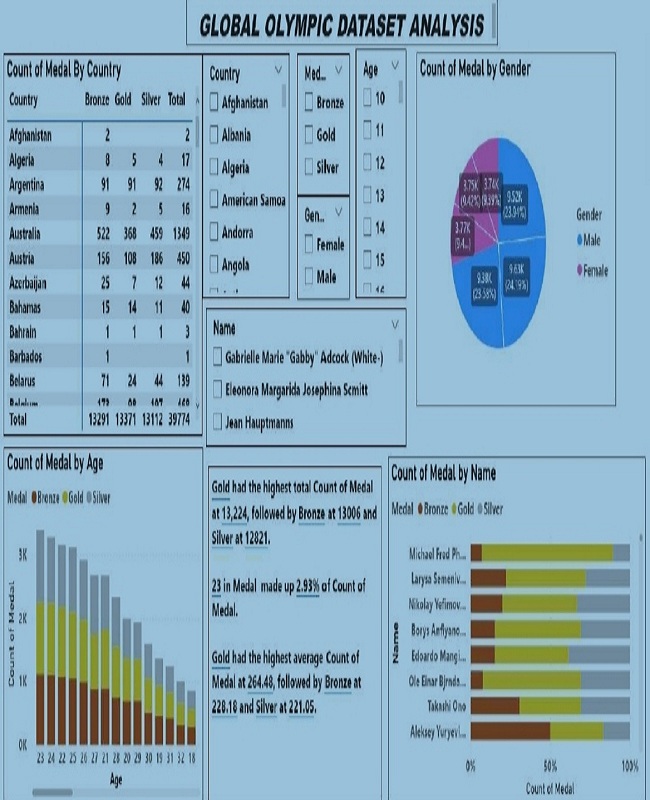 GLOBAL OLYMPIC DATASET ANALYSIS
Count of Medal By Country
Country Bronze Gold Silver Total
Afghanistan 2 2
Algeria 8 5 4 17
Argentina 91 91 92 274
Armenia 9 2 5 16
Australia 522 368 459 1349
Austria 156 108 186 450
Azerbaijan 25 7 12 44
Bahamas 15 14 11 40
Bahrain 1 1 1 3
Barbados 1 1
Belarus 71 24 44 139
Total 13291 13371 13112 39774
Country
Afghanistan
Albania
Algeria
American Samoa
Andorra
Angola
Med...
Bronze
Gold
Silver
Gen...
Female
Male
Age
10
11
12
13
14
15
16
Count of Medal by Gender
3.75K
(9.42%)
3.74K
(9.39%)
9.52K
3.77K
(9.4...)
9.38K
(23.58%)
9.63K
(24.19%)
Gender
Male
Female
Name
Gabrielle Marie "Gabby" Adcock (White-)
Eleonora Margarida Josephina Scmitt
Jean Hauptmanns
Count of Medal by Age
Medal Bronze Gold Silver
3K
2K
1K
0K
Count of Medal
23 24 22 25 26 27 21 28 20 29 30 19 31 32 18
Age
Gold had the highest total Count of Medal
at 13,224, followed by Bronze at 13006 and
Silver at 12821.
23 in Medal made up 2.93% of Count of
Medal.
Gold had the highest average Count of
Medal at 264.48, followed by Bronze at
228.18 and Silver at 221.05.
Count of Medal by Name
Medal Bronze Gold Silver
Name
Michael Fred Ph...
Larysa Semeniv...
Nikolay Yefimov...
Borys Anfiyano...
Edoardo Mangi...
Ole Einar Bjrnda...
Takashi Ono
Aleksey Yuryevi...
0% 50% 100%
Count of Medal